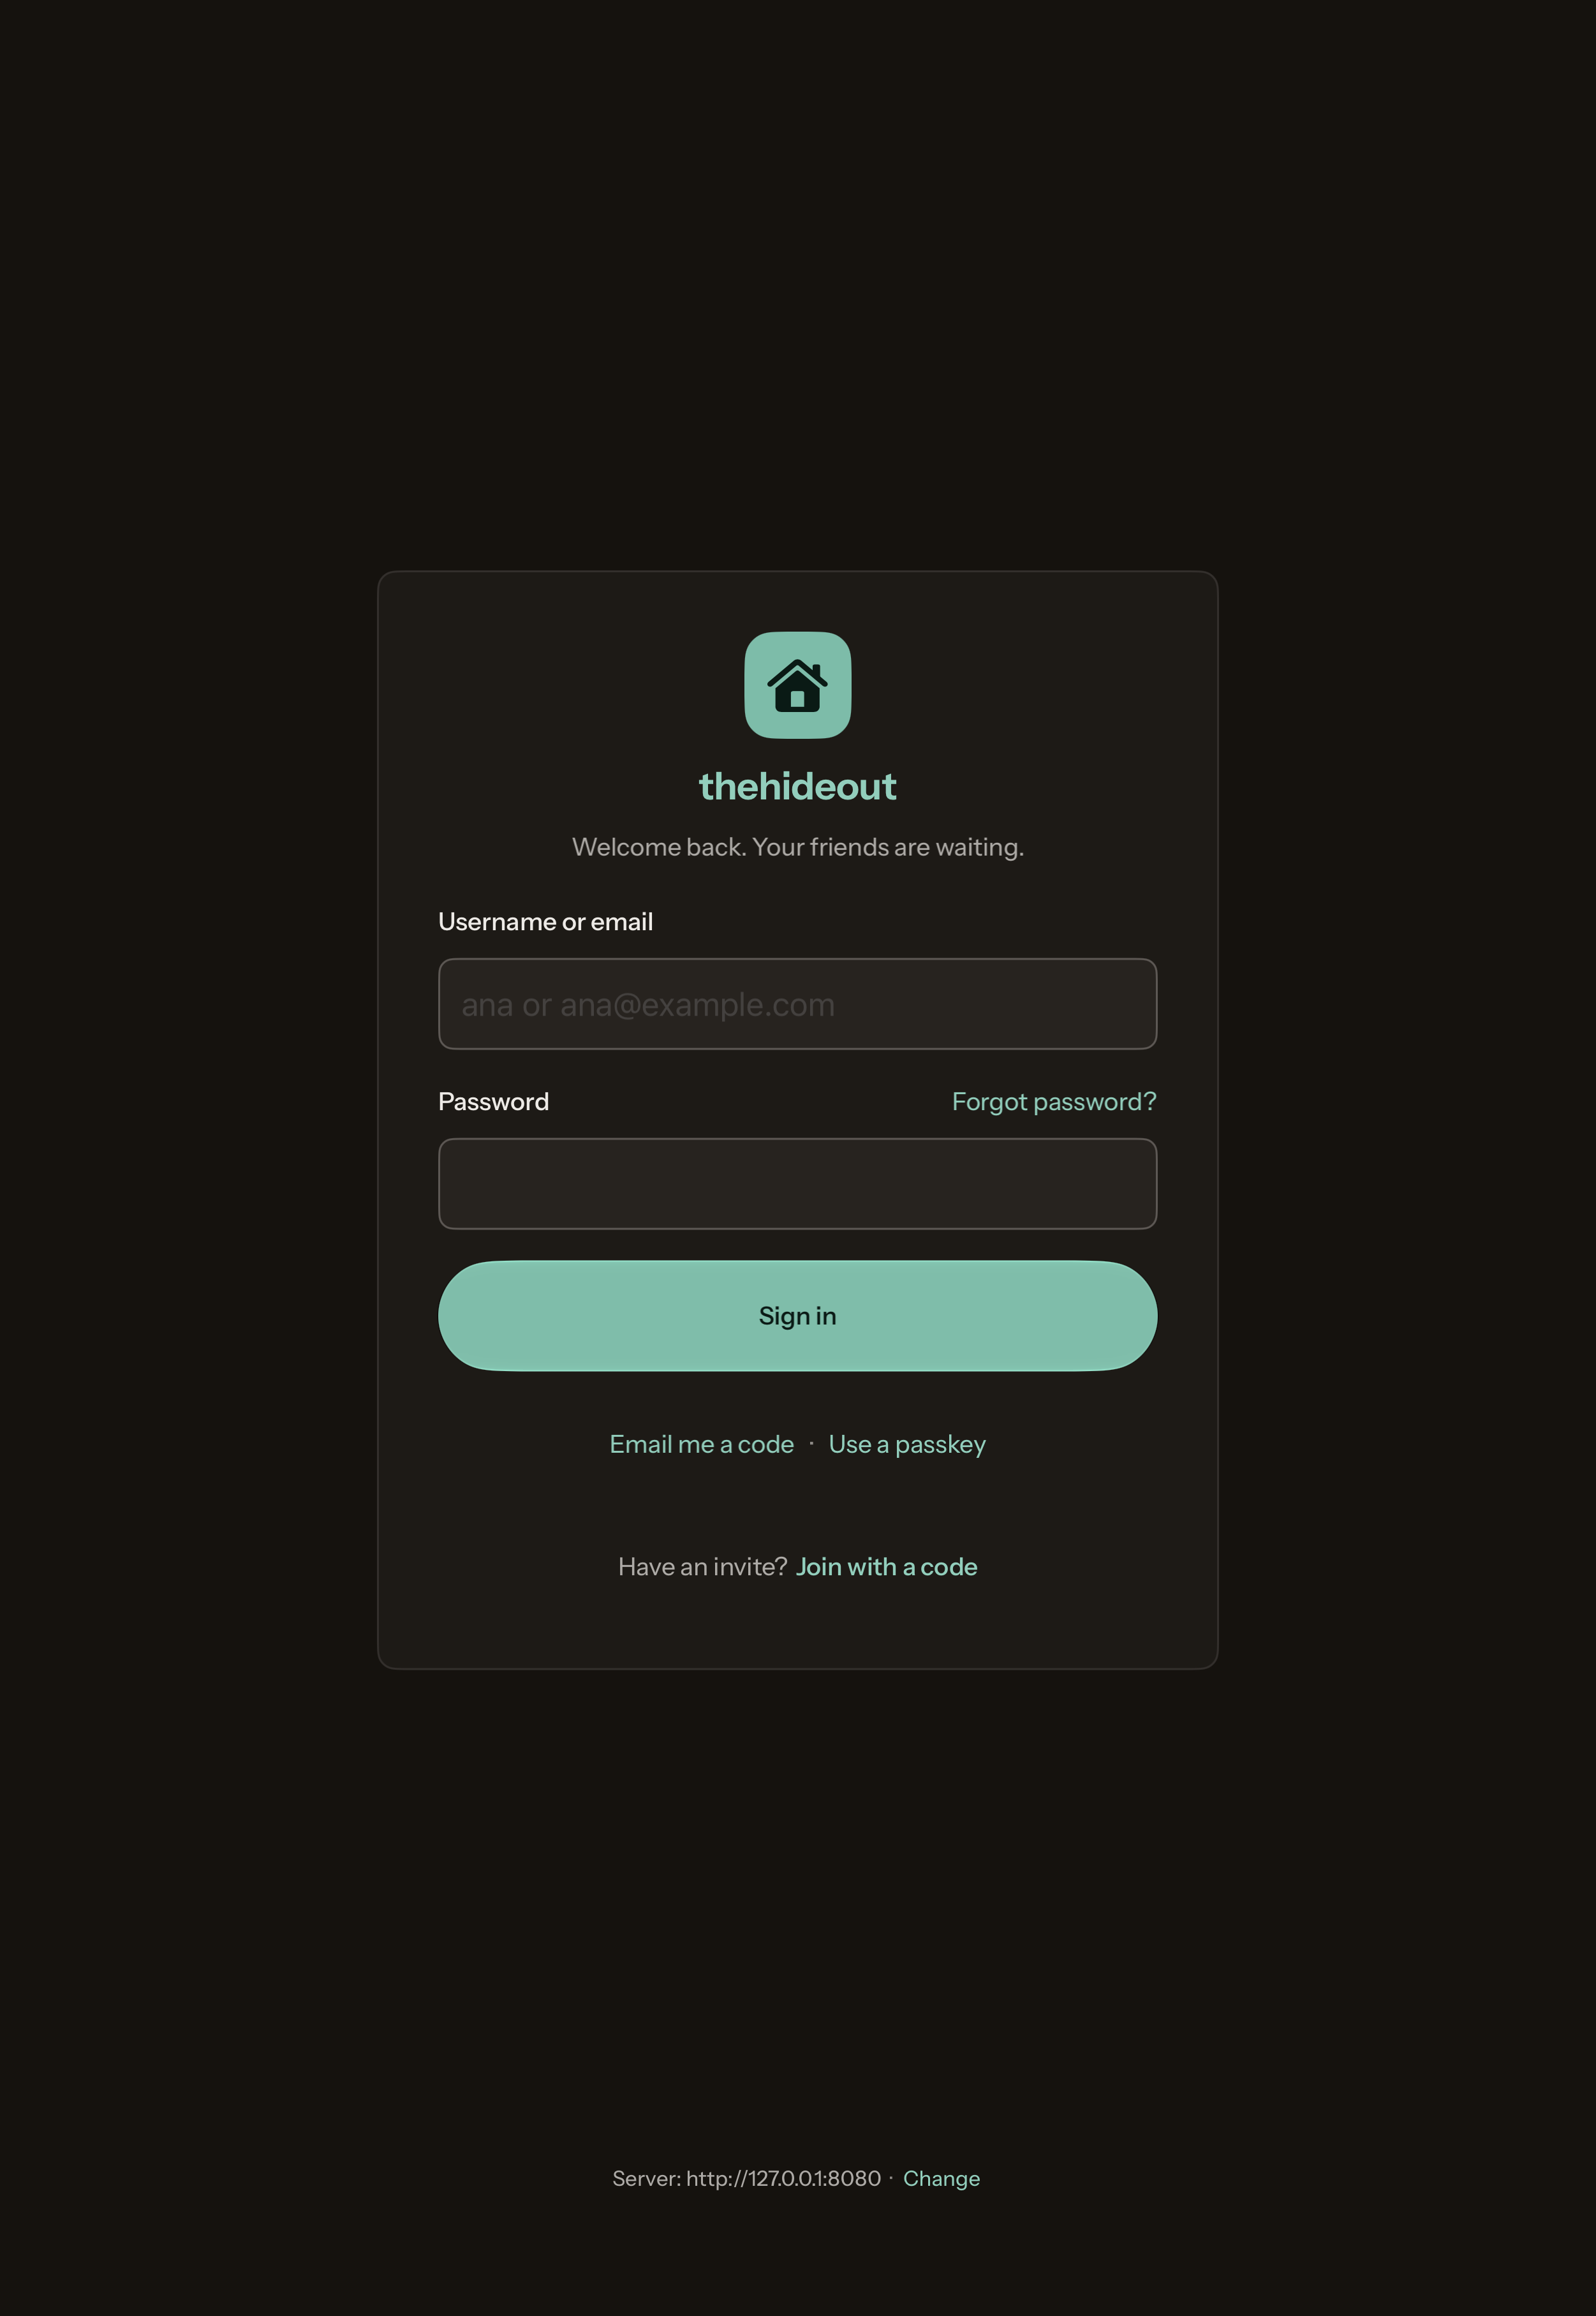 thehideout
Welcome back. Your friends are waiting.
Username or email
ana or ana@example.com
Password Forgot password?
Sign in
Email me a code · Use a passkey
Have an invite? Join with a code
Server: http://127.0.0.1:8080 · Change